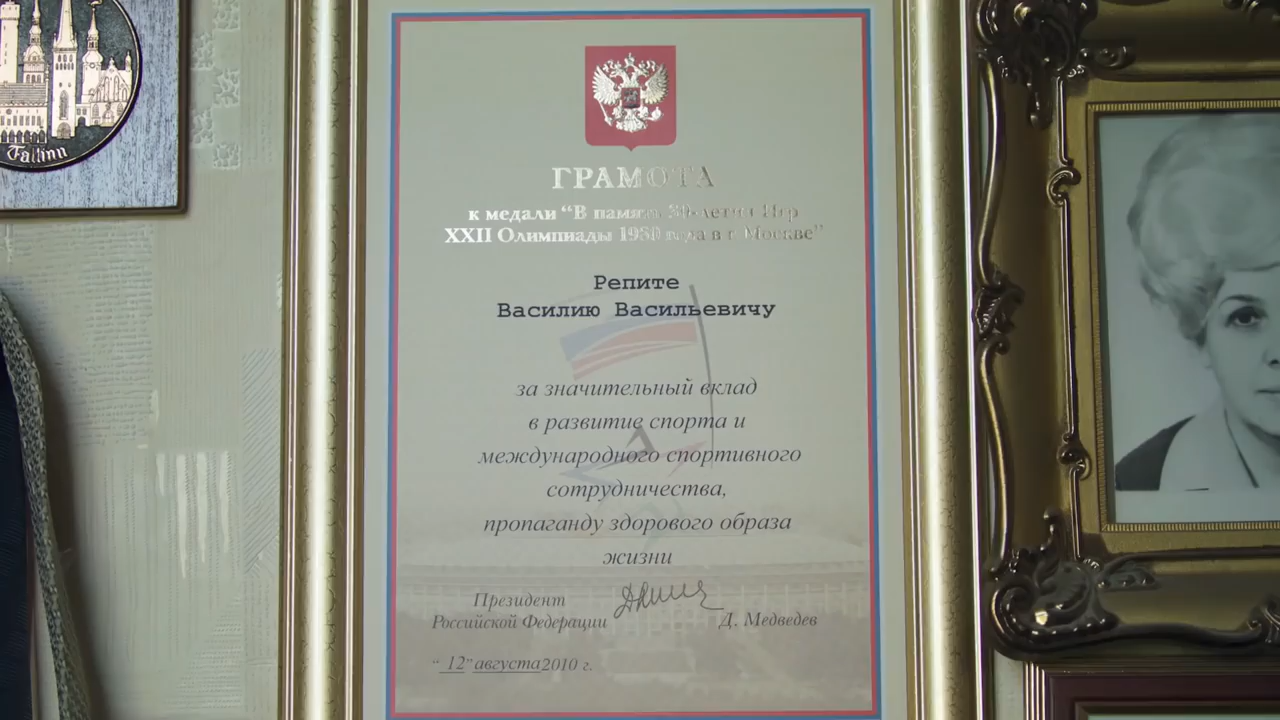 Tallinn
ГРАМОТА
к медали “В память 30-летия Игр
XXII Олимпиады 1980 года в г. Москве”
Репите
Василию Васильевичу
за значительный вклад
в развитие спорта и
международного спортивного
сотрудничества,
пропаганду здорового образа
жизни
Президент
Российской Федерации
Д. Медведев
“ 12 ” августа 2010 г.